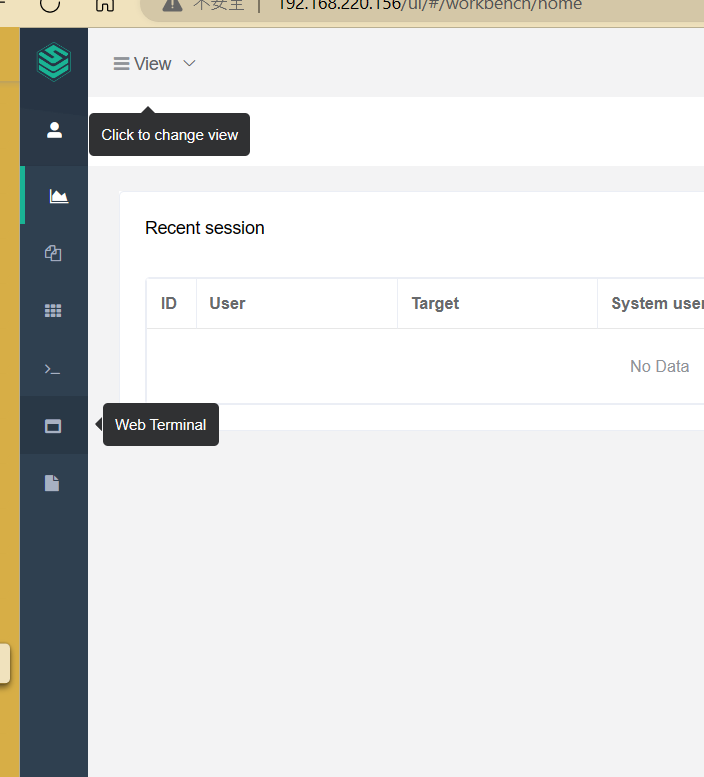 不安全 | 192.168.220.156/ui/#/workbench/home
View
Click to change view
Recent session
ID User Target System user
No Data
Web Terminal